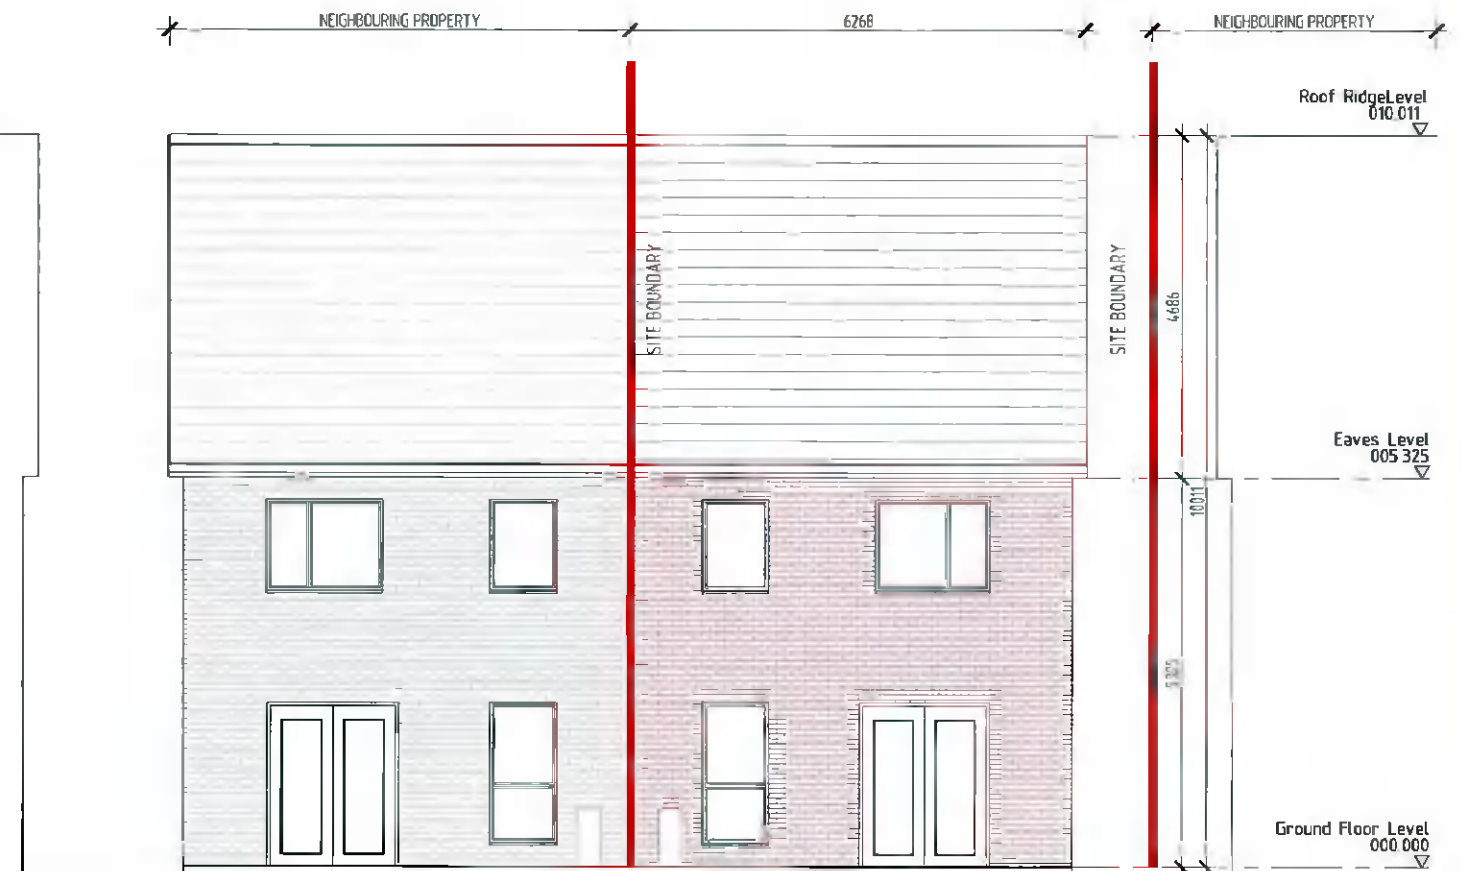 NEIGHBOURING PROPERTY
6268
NEIGHBOURING PROPERTY
Roof RidgeLevel
010 011
SITE BOUNDARY
SITE BOUNDARY
4686
Eaves Level
005 325
10011
Ground Floor Level
000 000